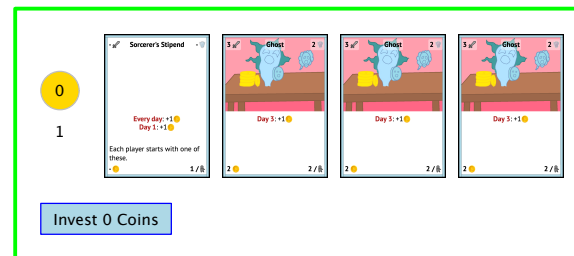 0
1
- Sorcerer's Stipend -
Every day: +1
Day 1: +1
Each player starts with one of
these.
- 1 /
3 Ghost 2
Day 3: +1
2 2 /
3 Ghost 2
Day 3: +1
2 2 /
3 Ghost 2
Day 3: +1
2 2 /
Invest 0 Coins